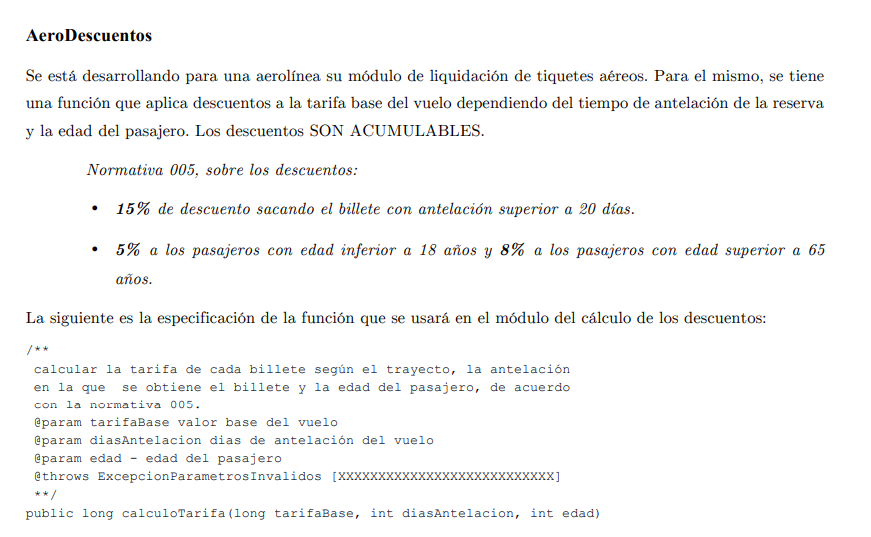 AeroDescuentos
Se está desarrollando para una aerolínea su módulo de liquidación de tiquetes aéreos. Para el mismo, se tiene
una función que aplica descuentos a la tarifa base del vuelo dependiendo del tiempo de antelación de la reserva
y la edad del pasajero. Los descuentos SON ACUMULABLES.
Normativa 005, sobre los descuentos:
• 15% de descuento sacando el billete con antelación superior a 20 días.
• 5% a los pasajeros con edad inferior a 18 años y 8% a los pasajeros con edad superior a 65
años.
La siguiente es la especificación de la función que se usará en el módulo del cálculo de los descuentos:
/**
calcular la tarifa de cada billete según el trayecto, la antelación
en la que  se obtiene el billete y la edad del pasajero, de acuerdo
con la normativa 005.
@param tarifaBase valor base del vuelo
@param diasAntelacion dias de antelación del vuelo
@param edad - edad del pasajero
@throws ExcepcionParametrosInvalidos [XXXXXXXXXXXXXXXXXXXXXXXXXXX]
**/
public long calculoTarifa(long tarifaBase, int diasAntelacion, int edad)